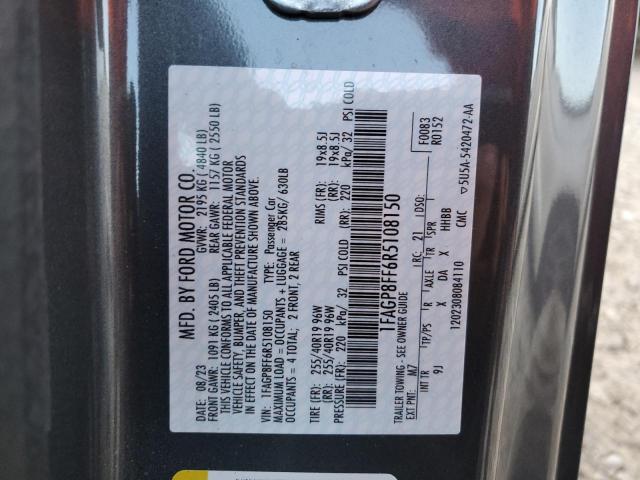 MFD. BY FORD MOTOR CO.
DATE: 08/23 GVWR: 2195 KG ( 4840 LB)
FRONT GAWR: 1091 KG ( 2405 LB) REAR GAWR: 1157 KG ( 2550 LB)
THIS VEHICLE CONFORMS TO ALL APPLICABLE FEDERAL MOTOR
VEHICLE SAFETY, BUMPER, AND THEFT PREVENTION STANDARDS
IN EFFECT ON THE DATE OF MANUFACTURE SHOWN ABOVE.
VIN: 1FAGP8FF6R5108150 Passenger Car
MAXIMUM LOAD = OCCUPANTS + LUGGAGE = 285KG/ 630LB
OCCUPANTS = 4 TOTAL; 2 FRONT, 2 REAR
TIRE (FR): 255/40R19 96W RIMS (FR): 19x8.5J
(RR): 255/40R19 96W (RR): 19x8.5J
PRESSURE (FR): 220 kPa/ 32 PSI COLD (RR): 220 kPa/ 32 PSI COLD
1FAGP8FF6R5108150
TRAILER TOWING - SEE OWNER GUIDE F0083
EXT PNT: M7 RC: 21 DSO: R0152
INT TR TP/PS R AXLE TR SPR
9J X DA X HHBB
1202308084110 CMC 5U5A-5420472-AA